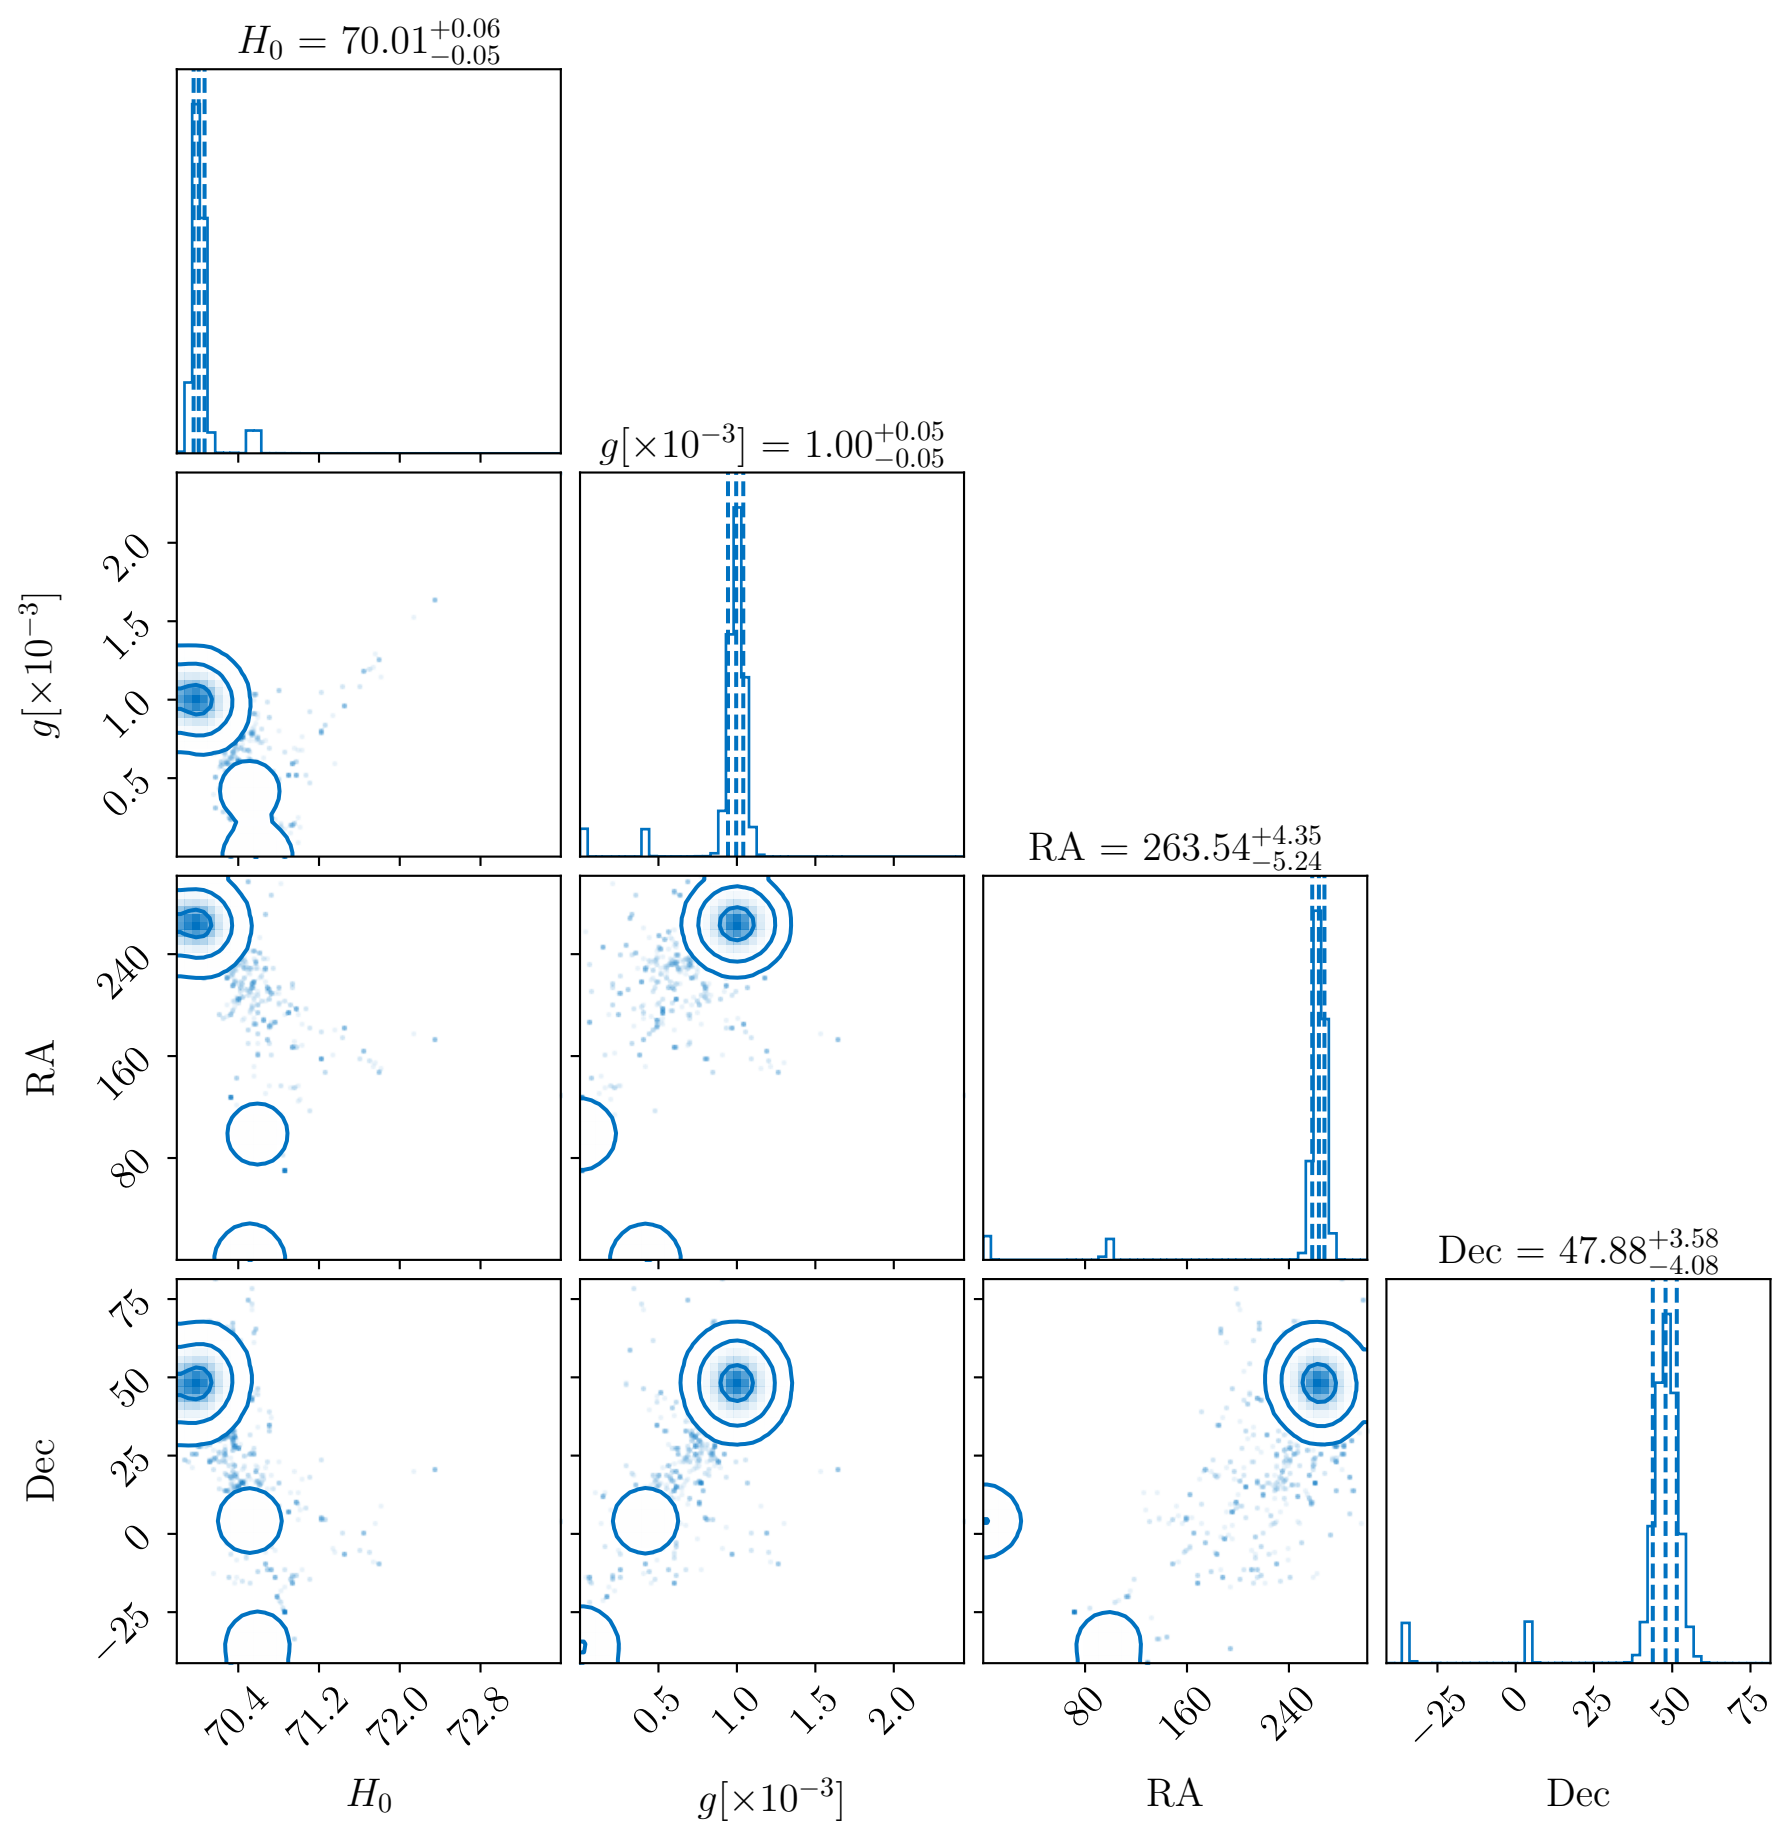 H₀ = 70.01⁺⁰·⁰⁶₋₀.₀₅
g[×10⁻³] = 1.00⁺⁰·⁰⁵₋₀.₀₅
2.0
1.5
1.0
0.5
g[×10⁻³]
RA = 263.54⁺⁴·³⁵₋₅.₂₄
240
160
80
RA
Dec = 47.88⁺³·⁵⁸₋₄.₀₈
75
50
25
0
−25
Dec
70.4 71.2 72.0 72.8
0.5 1.0 1.5 2.0
80 160 240
−25 0 25 50 75
H₀ g[×10⁻³] RA Dec